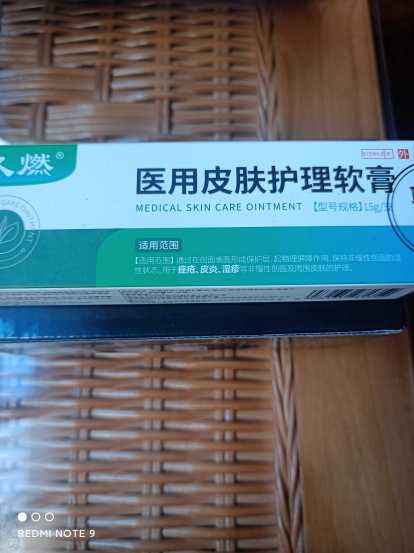 燃®
外
医用皮肤护理软膏
MEDICAL SKIN CARE OINTMENT 【型号规格】15g/支
适用范围
【适用范围】通过在创面表面形成保护层,起物理屏障作用,保持非慢性创面的湿
性状态,用于痤疮、皮炎、湿疹等非慢性创面及周围皮肤的护理。
REDMI NOTE 9